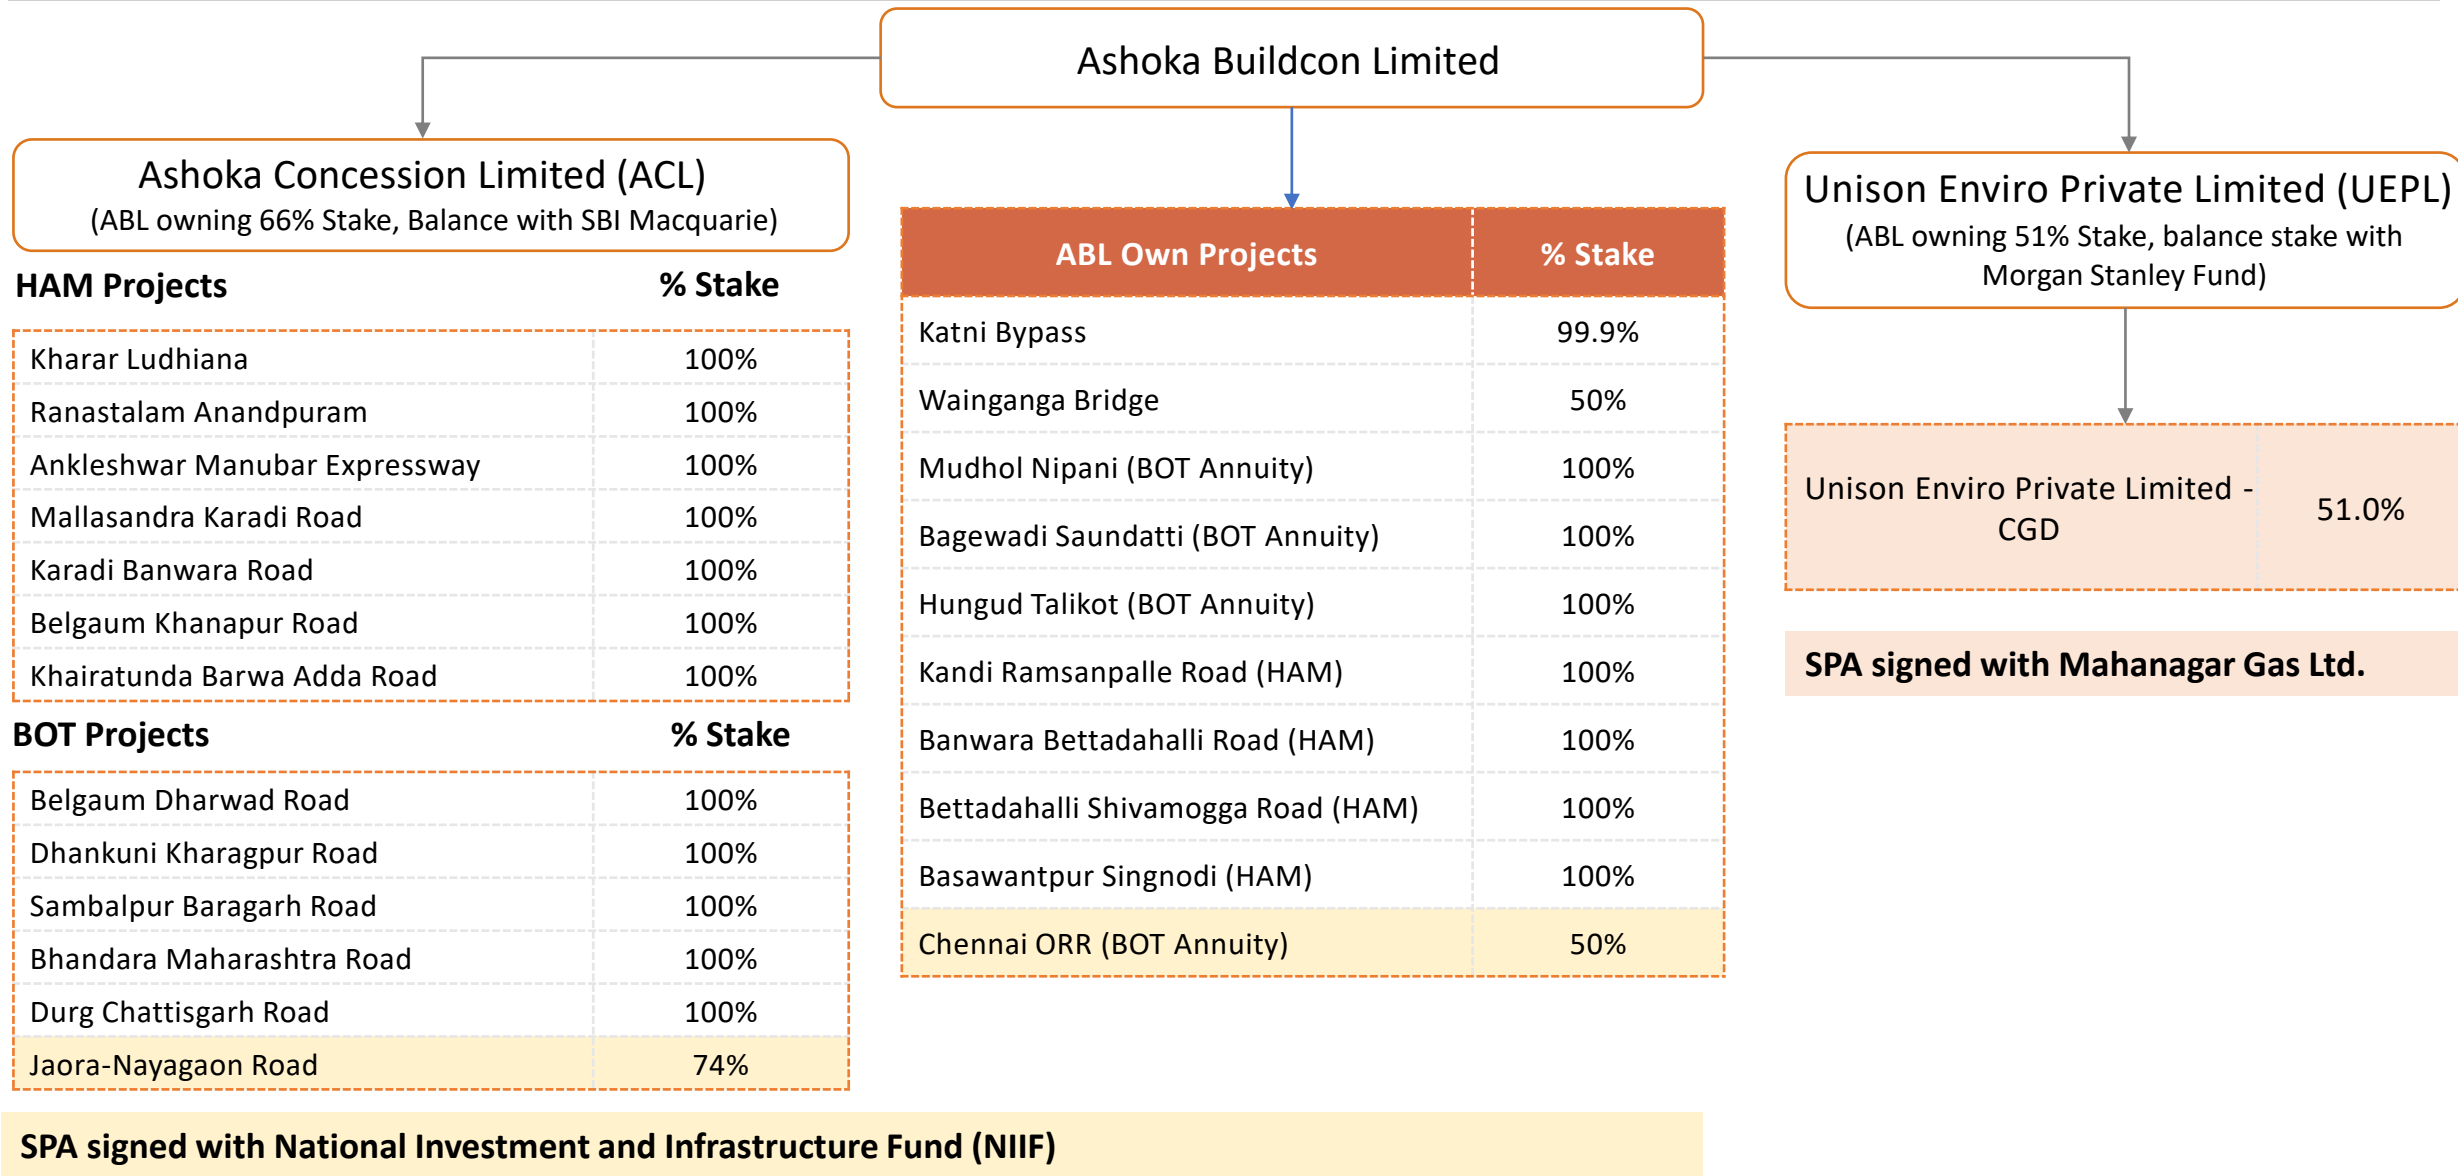 Ashoka Buildcon Limited
Ashoka Concession Limited (ACL)
(ABL owning 66% Stake, Balance with SBI Macquarie)
HAM Projects % Stake
Kharar Ludhiana 100%
Ranastalam Anandpuram 100%
Ankleshwar Manubar Expressway 100%
Mallasandra Karadi Road 100%
Karadi Banwara Road 100%
Belgaum Khanapur Road 100%
Khairatunda Barwa Adda Road 100%
BOT Projects % Stake
Belgaum Dharwad Road 100%
Dhankuni Kharagpur Road 100%
Sambalpur Baragarh Road 100%
Bhandara Maharashtra Road 100%
Durg Chattisgarh Road 100%
Jaora-Nayagaon Road 74%
ABL Own Projects % Stake
Katni Bypass 99.9%
Wainganga Bridge 50%
Mudhol Nipani (BOT Annuity) 100%
Bagewadi Saundatti (BOT Annuity) 100%
Hungud Talikot (BOT Annuity) 100%
Kandi Ramsanpalle Road (HAM) 100%
Banwara Bettadahalli Road (HAM) 100%
Bettadahalli Shivamogga Road (HAM) 100%
Basawantpur Singnodi (HAM) 100%
Chennai ORR (BOT Annuity) 50%
Unison Enviro Private Limited (UEPL)
(ABL owning 51% Stake, balance stake with
Morgan Stanley Fund)
Unison Enviro Private Limited -
CGD
51.0%
SPA signed with Mahanagar Gas Ltd.
SPA signed with National Investment and Infrastructure Fund (NIIF)